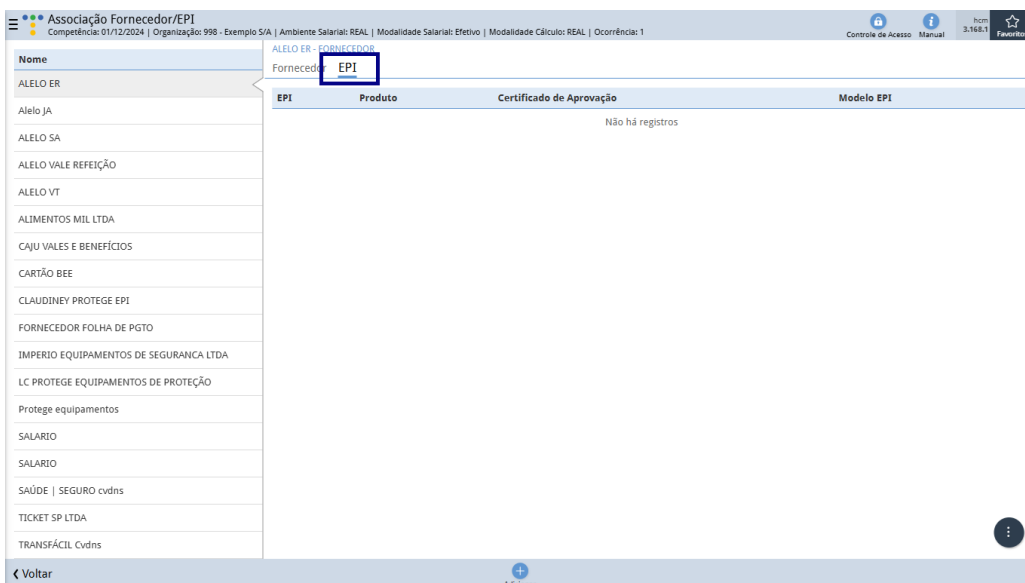 Associação Fornecedor/EPI
Competência: 01/12/2024 | Organização: 998 - Exemplo S/A | Ambiente Salarial: REAL | Modalidade Salarial: Efetivo | Modalidade Cálculo: REAL | Ocorrência: 1
Controle de Acesso
Manual
hcm
3.168.1
Favorito
Nome
ALELO ER
Alelo JA
ALELO SA
ALELO VALE REFEIÇÃO
ALELO VT
ALIMENTOS MIL LTDA
CAJU VALES E BENEFÍCIOS
CARTÃO BEE
CLAUDINEY PROTEGE EPI
FORNECEDOR FOLHA DE PGTO
IMPERIO EQUIPAMENTOS DE SEGURANCA LTDA
LC PROTEGE EQUIPAMENTOS DE PROTEÇÃO
Protege equipamentos
SALARIO
SALARIO
SAÚDE | SEGURO cvdns
TICKET SP LTDA
TRANSFÁCIL Cvdns
ALELO ER - FORNECEDOR
Fornecedor EPI
EPI Produto Certificado de Aprovação Modelo EPI
Não há registros
Voltar